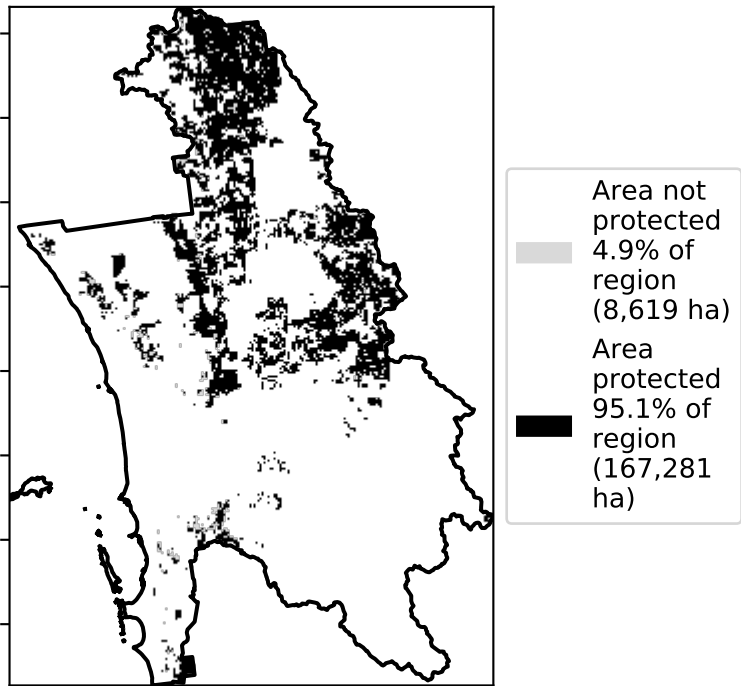 Area not
protected
4.9% of
region
(8,619 ha)
Area
protected
95.1% of
region
(167,281
ha)